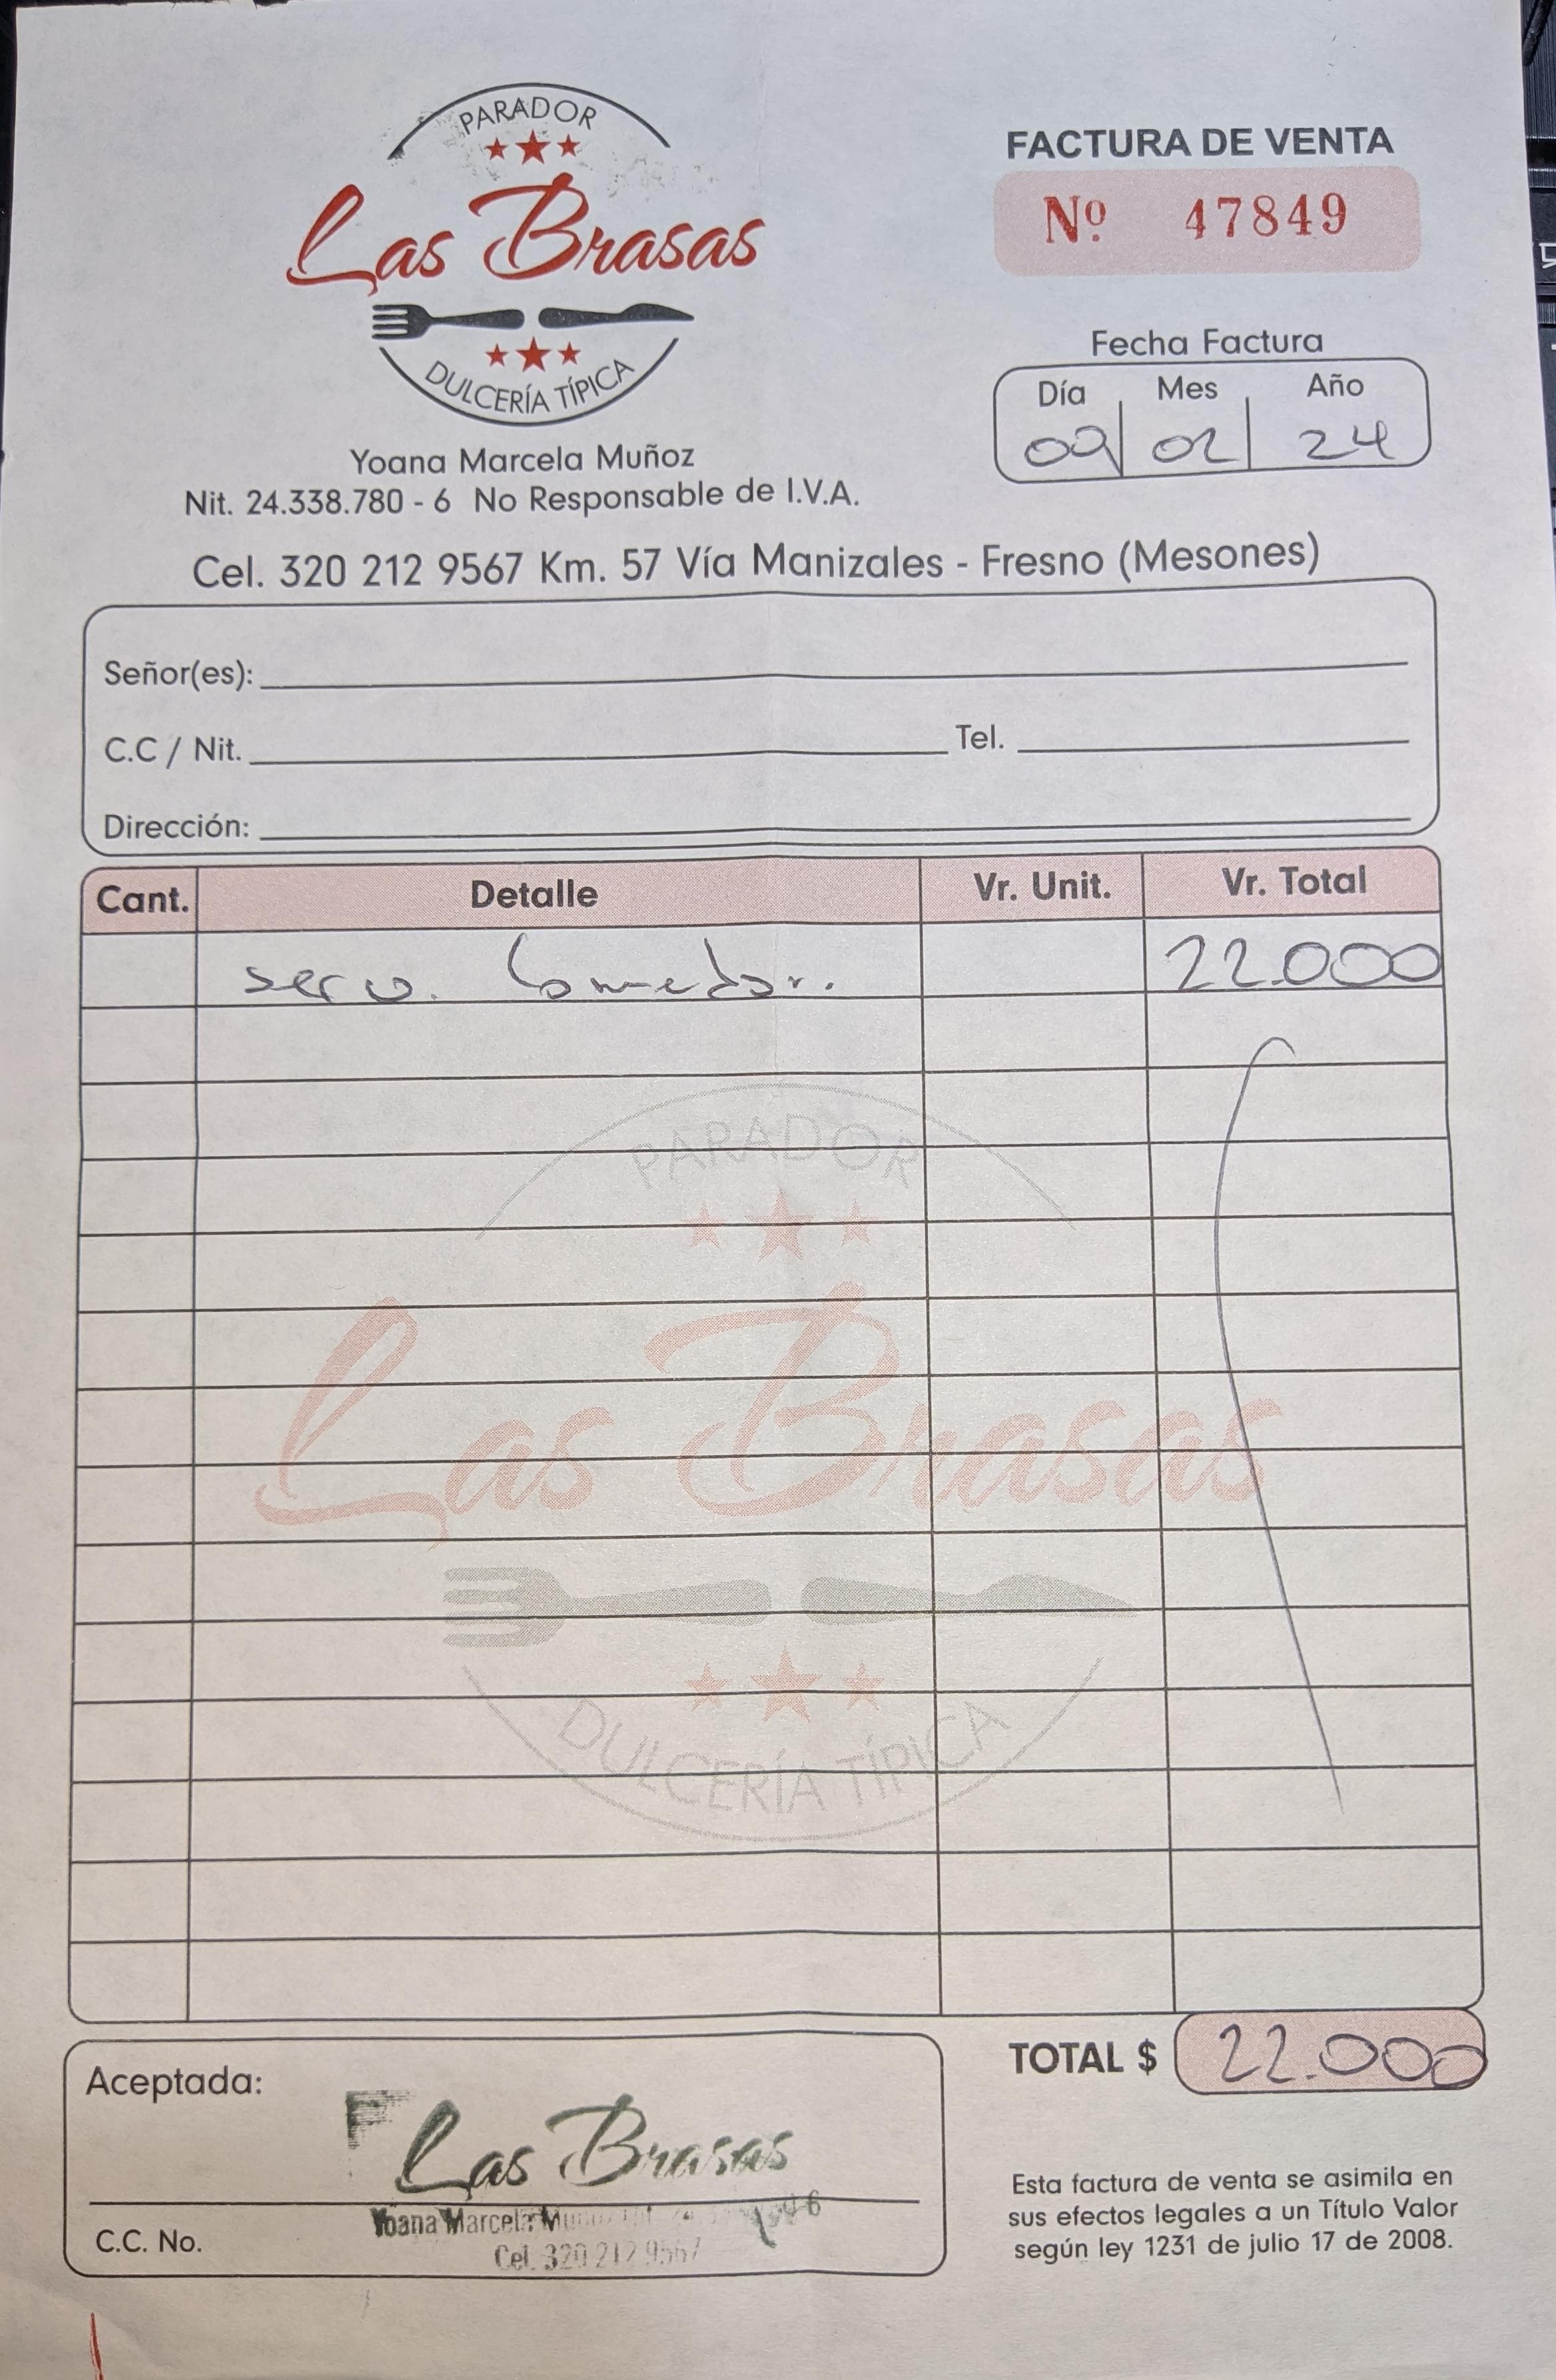 PARADOR
Las Brasas
DULCERÍA TÍPICA
Yoana Marcela Muñoz
Nit. 24.338.780 - 6 No Responsable de I.V.A.
Cel. 320 212 9567 Km. 57 Vía Manizales - Fresno (Mesones)
FACTURA DE VENTA
Nº 47849
Fecha Factura
Día Mes Año
09 02 24
Señor(es):
C.C / Nit. Tel.
Dirección:
Cant. Detalle Vr. Unit. Vr. Total
serv. Comedor. 22.000
PARADOR
Las Brasas
DULCERÍA TÍPICA
TOTAL $ 22.000
Aceptada:
Las Brasas
Yoana Marcela
C.C. No.
Cel. 320 212 9567
Esta factura de venta se asimila en
sus efectos legales a un Título Valor
según ley 1231 de julio 17 de 2008.